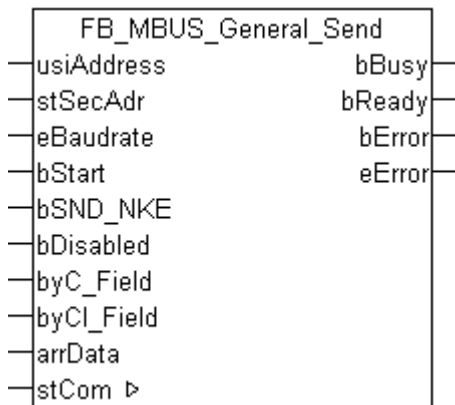 FB_MBUS_General_Send
usiAddress bBusy
stSecAdr bReady
eBaudrate bError
bStart eError
bSND_NKE
bDisabled
byC_Field
byCI_Field
arrData
stCom ▷